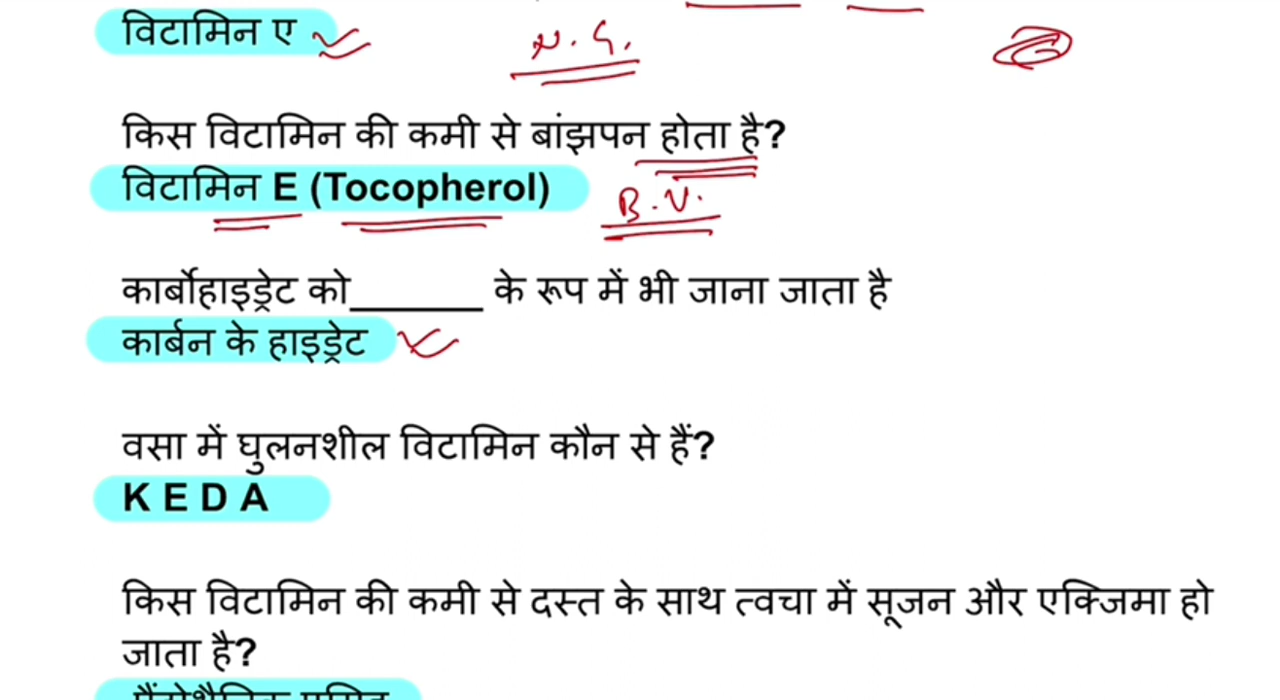 विटामिन ए
N. G.
किस विटामिन की कमी से बांझपन होता है?
विटामिन E (Tocopherol)
B. V.
कार्बोहाइड्रेट को______ के रूप में भी जाना जाता है
कार्बन के हाइड्रेट
वसा में घुलनशील विटामिन कौन से हैं?
K E D A
किस विटामिन की कमी से दस्त के साथ त्वचा में सूजन और एक्जिमा हो
जाता है?